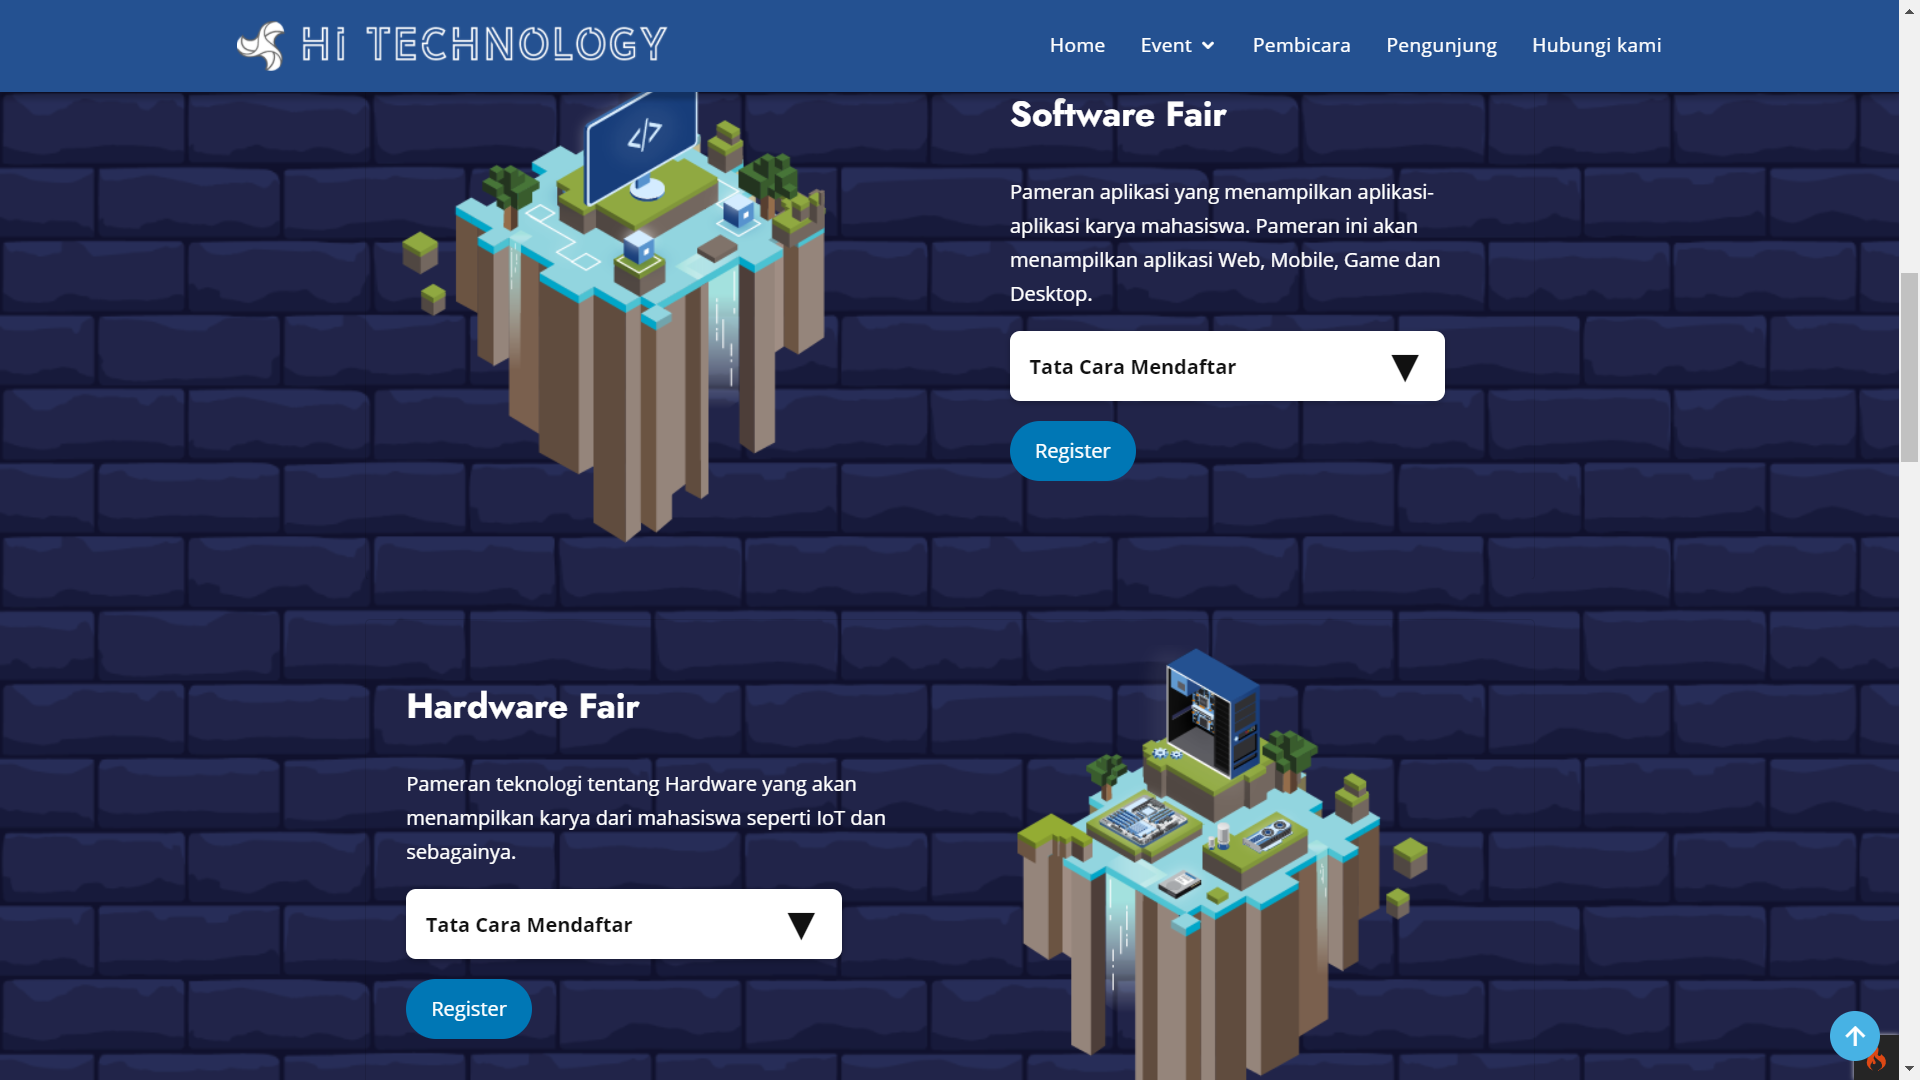 Hi TECHNOLOGY
Home Event Pembicara Pengunjung Hubungi kami
</>
Software Fair
Pameran aplikasi yang menampilkan aplikasi-
aplikasi karya mahasiswa. Pameran ini akan
menampilkan aplikasi Web, Mobile, Game dan
Desktop.
Tata Cara Mendaftar
Register
Hardware Fair
Pameran teknologi tentang Hardware yang akan
menampilkan karya dari mahasiswa seperti IoT dan
sebagainya.
Tata Cara Mendaftar
Register